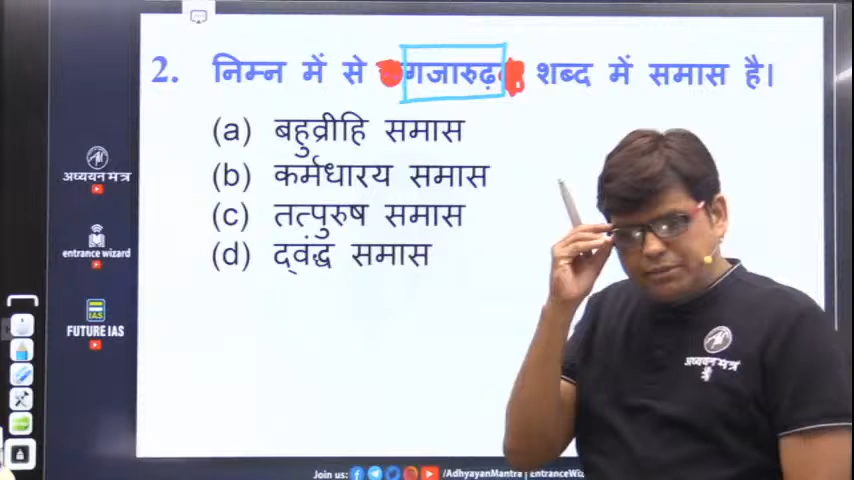 2. निम्न में से गजारुढ़ शब्द में समास है।
(a) बहुव्रीहि समास
(b) कर्मधारय समास
(c) तत्पुरुष समास
(d) द्वंद्ध समास
अध्ययन मंत्र
entrance wizard
IAS
FUTURE IAS
अध्ययन मंत्र
Join us: /AdhyayanMantra | EntranceWiz